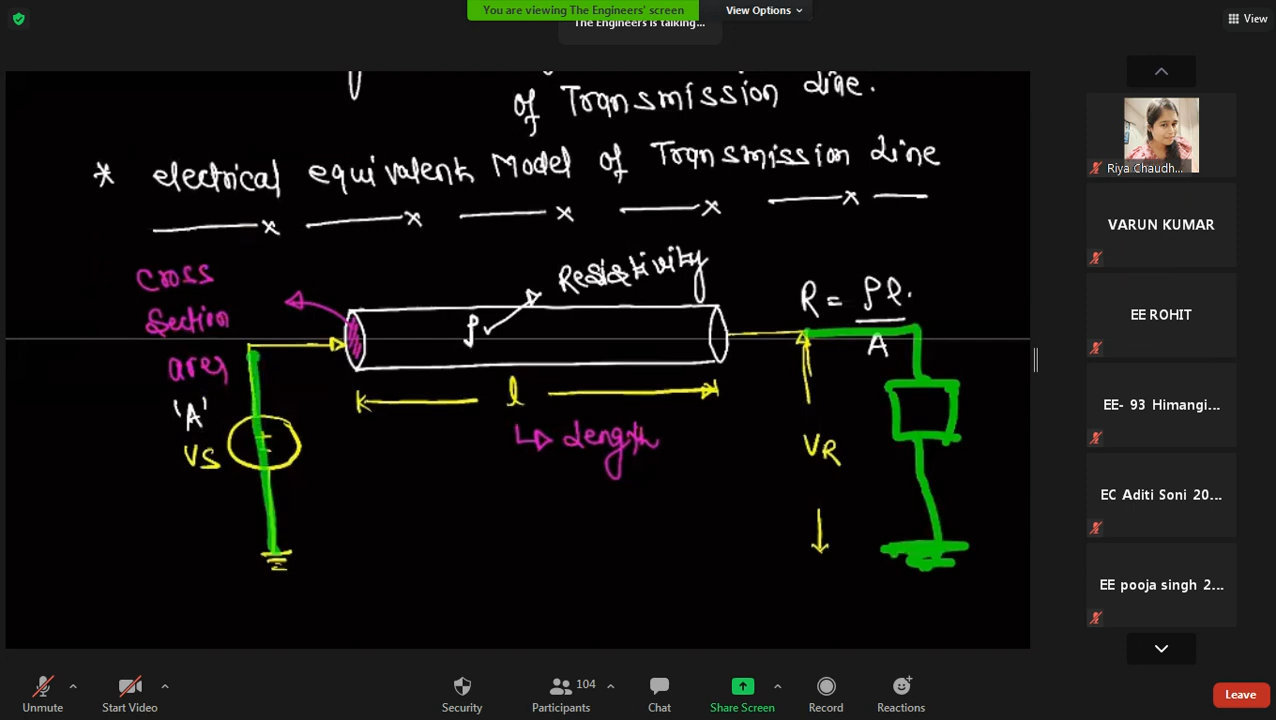 You are viewing The Engineers' screen
View Options
The Engineers is talking...
View
of Transmission Line.
* electrical equivalent Model of Transmission Line
Cross
Section
area
'A'
ρ
Resistivity
R = ρl.
A
l
Length
VS
VR
Riya Chaudh...
VARUN KUMAR
EE ROHIT
EE- 93 Himangi...
EC Aditi Soni 20...
EE pooja singh 2...
Unmute
Start Video
Security
Participants
104
Chat
Share Screen
Record
Reactions
Leave